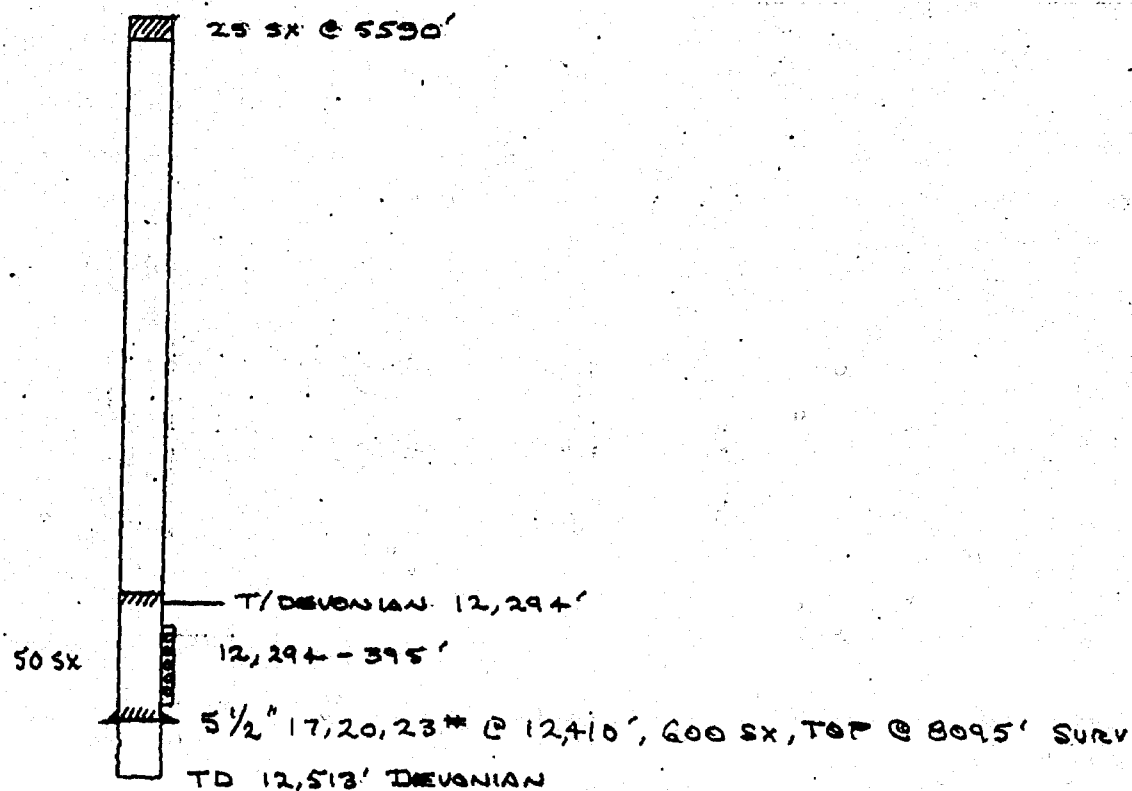 25 SX @ 5590'
T/DEVONIAN 12,294'
50 SX
12,294 - 395'
5 1/2" 17,20,23# @ 12,410', 600 SX, TOP @ 8095' SURV
TD 12,513' DEVONIAN